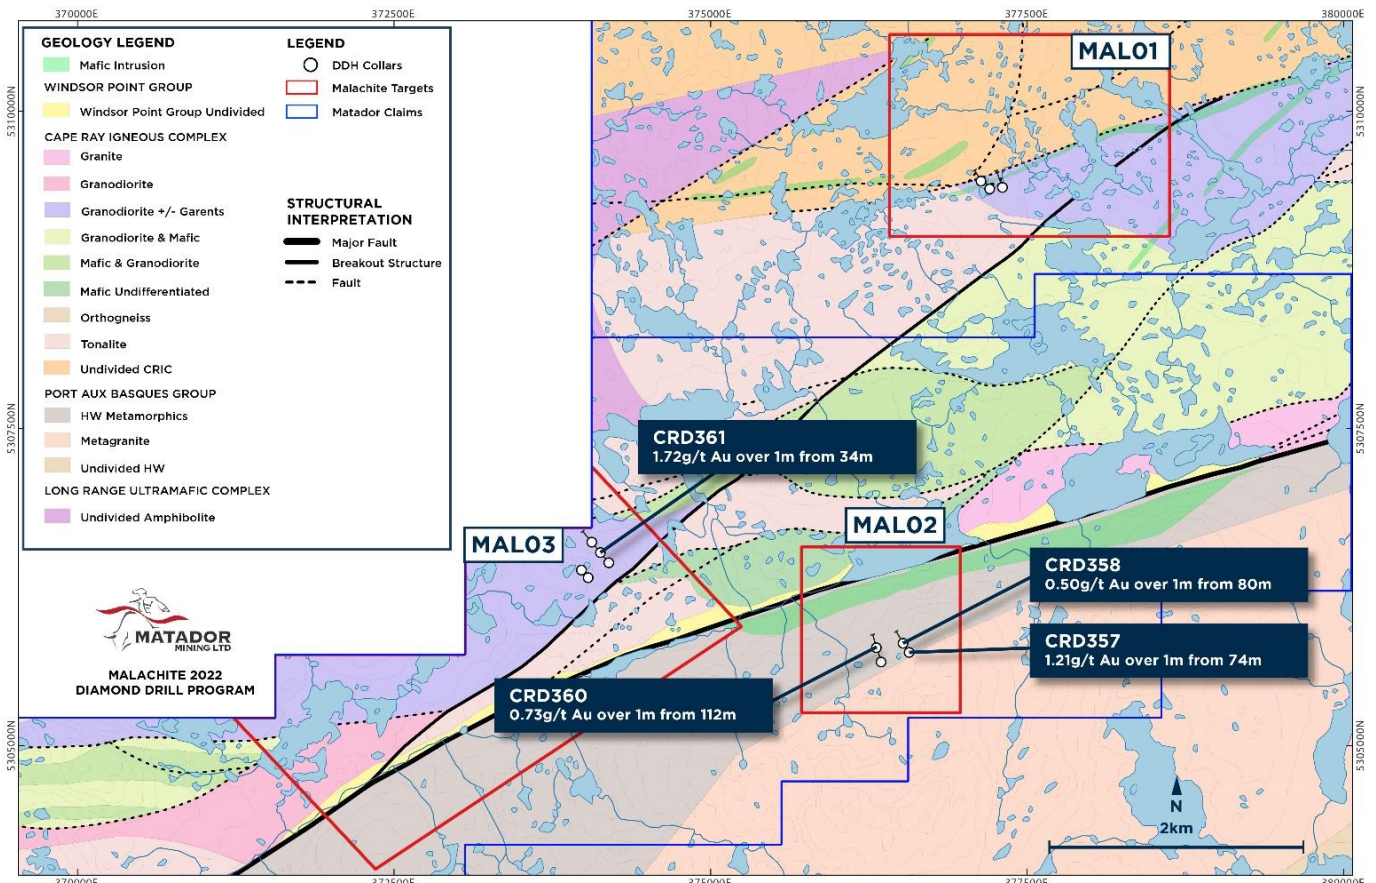 370000E
372500E
375000E
377500E
380000E
GEOLOGY LEGEND
Mafic Intrusion
WINDSOR POINT GROUP
Windsor Point Group Undivided
CAPE RAY IGNEOUS COMPLEX
Granite
Granodiorite
Granodiorite +/- Garents
Granodiorite & Mafic
Mafic & Granodiorite
Mafic Undifferentiated
Orthogneiss
Tonalite
Undivided CRIC
PORT AUX BASQUES GROUP
HW Metamorphics
Metagranite
Undivided HW
LONG RANGE ULTRAMAFIC COMPLEX
Undivided Amphibolite
LEGEND
DDH Collars
Malachite Targets
Matador Claims
STRUCTURAL
INTERPRETATION
Major Fault
Breakout Structure
Fault
MAL01
5310000N
5310000N
5307500N
5307500N
CRD361
1.72g/t Au over 1m from 34m
MAL02
MAL03
CRD358
0.50g/t Au over 1m from 80m
CRD357
1.21g/t Au over 1m from 74m
CRD360
0.73g/t Au over 1m from 112m
MATADOR
MINING LTD
MALACHITE 2022
DIAMOND DRILL PROGRAM
5305000N
5305000N
N
2km
370000E
372500E
375000E
377500E
380000E